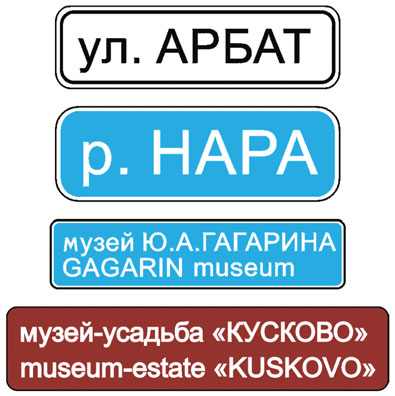 ул. АРБАТ
р. НАРА
музей Ю.А.ГАГАРИНА
GAGARIN museum
музей-усадьба «КУСКОВО»
museum-estate «KUSKOVO»